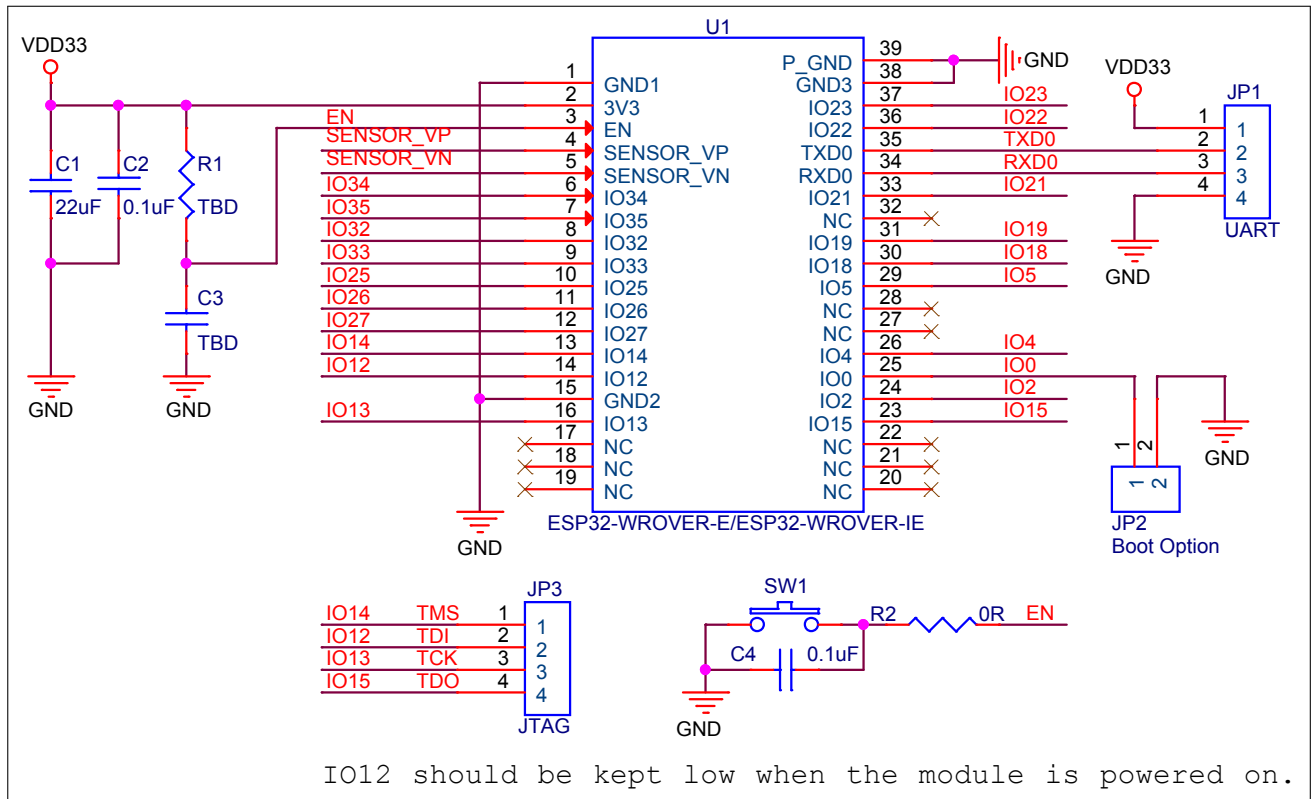 U1
VDD33
C1
22uF
C2
0.1uF
R1
TBD
C3
TBD
GND
GND
EN
SENSOR_VP
SENSOR_VN
IO34
IO35
IO32
IO33
IO25
IO26
IO27
IO14
IO12
IO13
1 GND1
2 3V3
3 EN
4 SENSOR_VP
5 SENSOR_VN
6 IO34
7 IO35
8 IO32
9 IO33
10 IO25
11 IO26
12 IO27
13 IO14
14 IO12
15 GND2
16 IO13
17 NC
18 NC
19 NC
GND
P_GND 39
GND3 38
IO23 37
IO22 36
TXD0 35
RXD0 34
IO21 33
NC 32
IO19 31
IO18 30
IO5 29
NC 28
NC 27
IO4 26
IO0 25
IO2 24
IO15 23
NC 22
NC 21
NC 20
ESP32-WROVER-E/ESP32-WROVER-IE
GND
IO23
IO22
TXD0
RXD0
IO21
IO19
IO18
IO5
IO4
IO0
IO2
IO15
VDD33
JP1
1 1
2 2
3 3
4 4
UART
GND
GND
1 2
1 2
JP2
Boot Option
JP3
IO14 TMS 1 1
IO12 TDI 2 2
IO13 TCK 3 3
IO15 TDO 4 4
JTAG
SW1
R2 0R EN
C4 0.1uF
GND
IO12 should be kept low when the module is powered on.